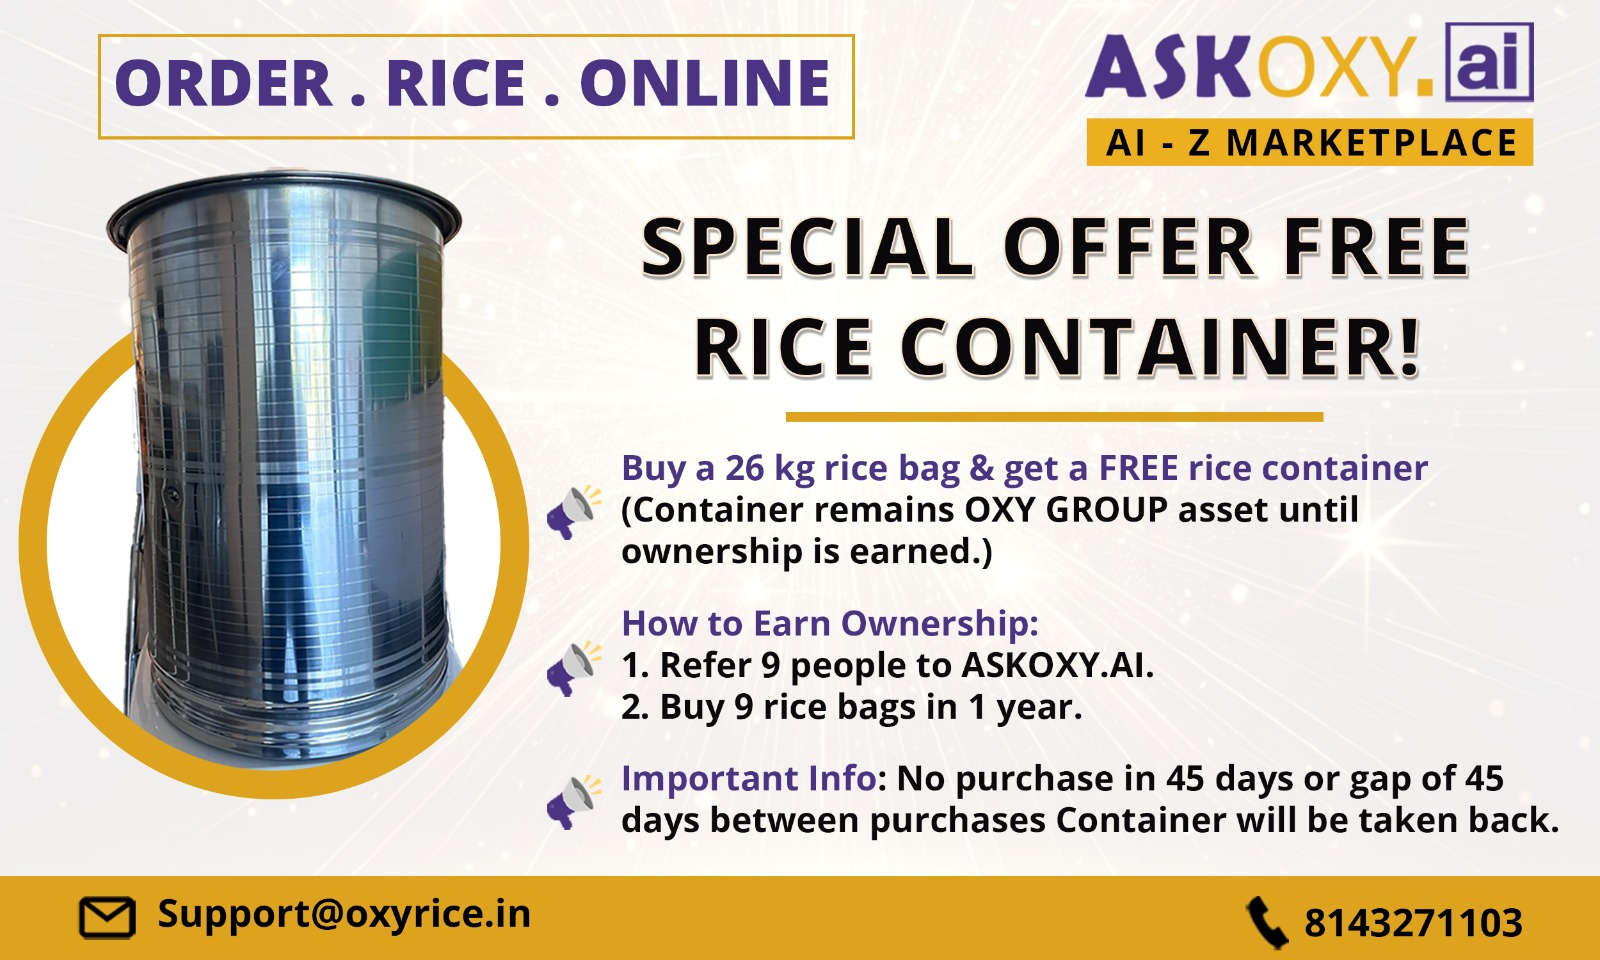 ORDER . RICE . ONLINE
ASKOXY.ai
AI - Z MARKETPLACE
SPECIAL OFFER FREE
RICE CONTAINER!
Buy a 26 kg rice bag & get a FREE rice container
(Container remains OXY GROUP asset until
ownership is earned.)
How to Earn Ownership:
1. Refer 9 people to ASKOXY.AI.
2. Buy 9 rice bags in 1 year.
Important Info: No purchase in 45 days or gap of 45
days between purchases Container will be taken back.
Support@oxyrice.in
8143271103